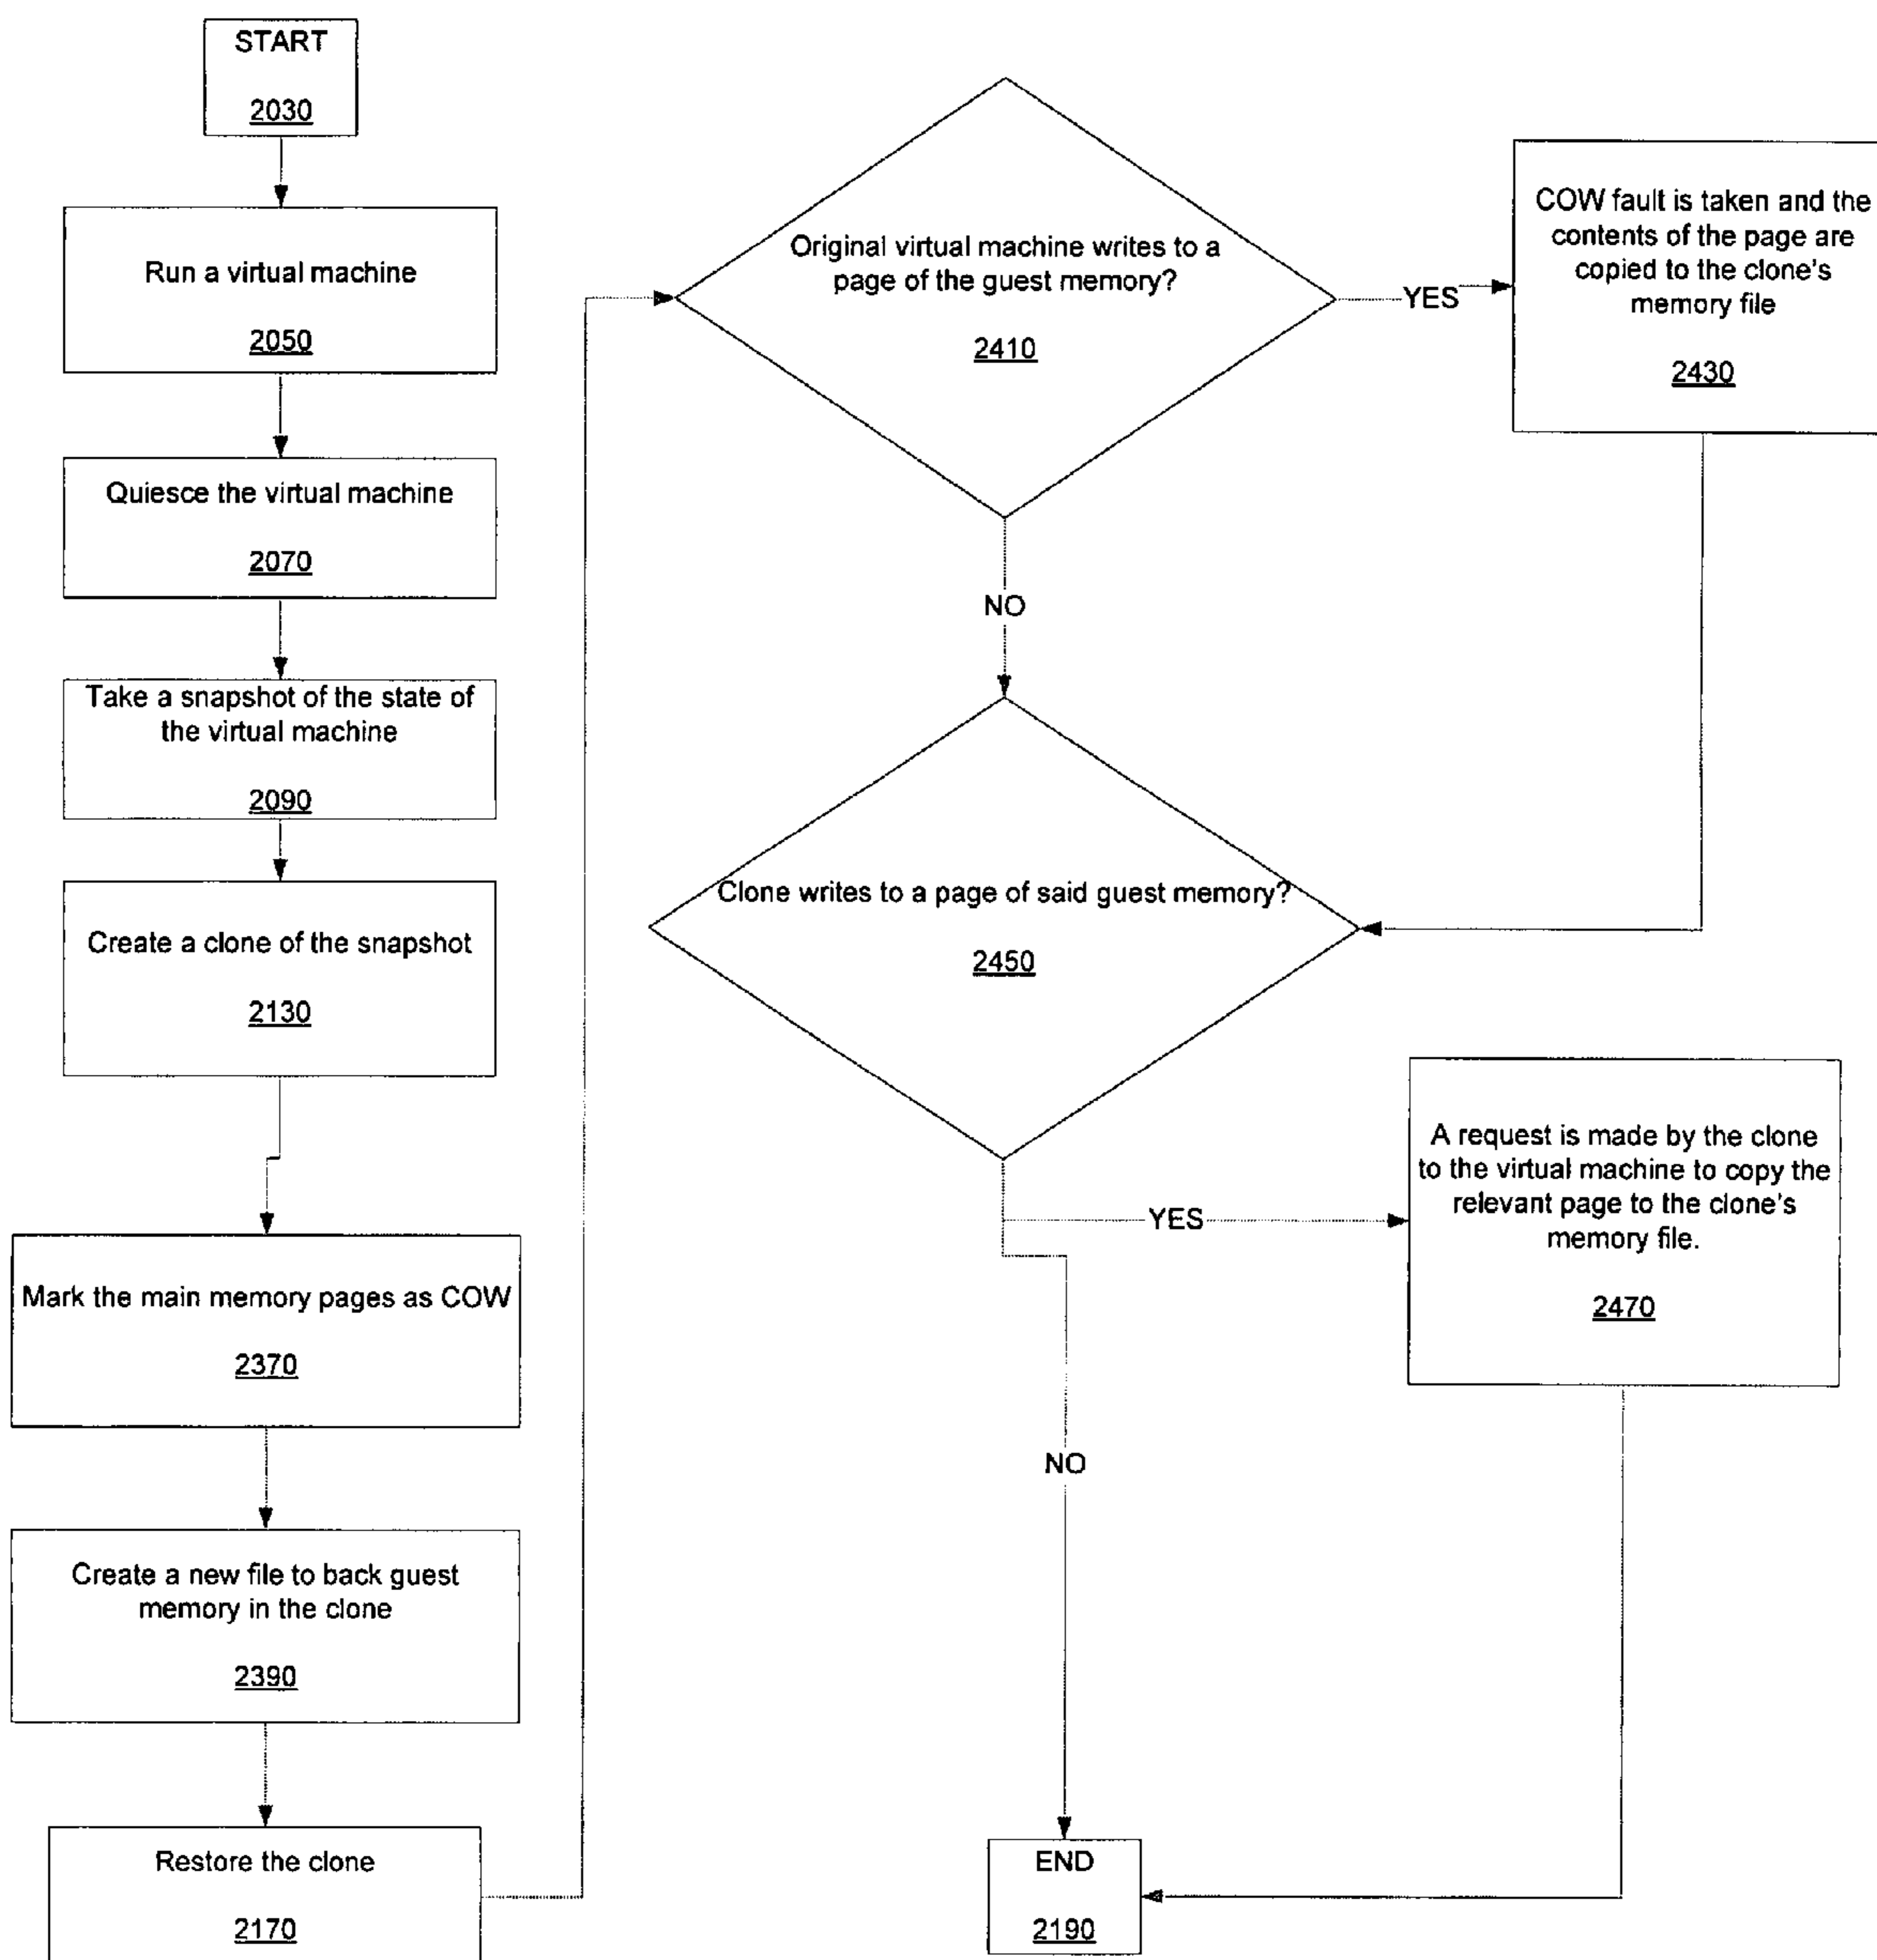 START
2030
Run a virtual machine
2050
Quiesce the virtual machine
2070
Take a snapshot of the state of
the virtual machine
2090
Create a clone of the snapshot
2130
Mark the main memory pages as COW
2370
Create a new file to back guest
memory in the clone
2390
Restore the clone
2170
Original virtual machine writes to a
page of the guest memory?
2410
YES
COW fault is taken and the
contents of the page are
copied to the clone's
memory file
2430
NO
Clone writes to a page of said guest memory?
2450
YES
A request is made by the clone
to the virtual machine to copy the
relevant page to the clone's
memory file.
2470
NO
END
2190